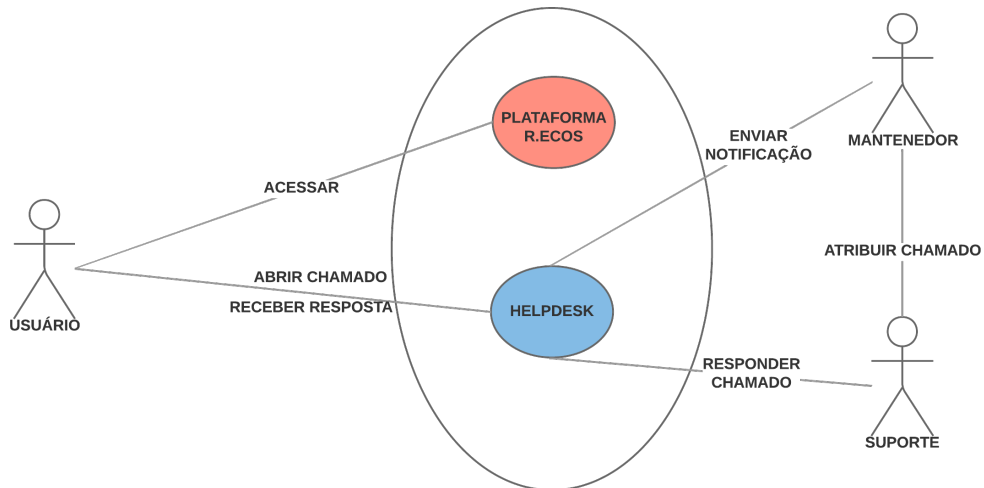 PLATAFORMA
R.ECOS
ENVIAR
NOTIFICAÇÃO
MANTENEDOR
ACESSAR
ATRIBUIR CHAMADO
ABRIR CHAMADO
RECEBER RESPOSTA
HELPDESK
USUÁRIO
RESPONDER
CHAMADO
SUPORTE